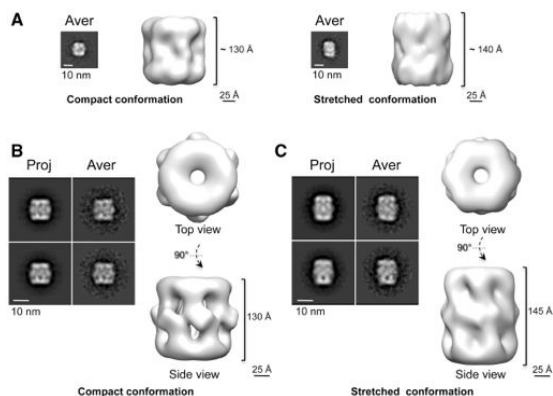 A
Aver
10 nm
~ 130 Å
25 Å
Compact conformation
Aver
10 nm
~ 140 Å
25 Å
Stretched conformation
B
Proj Aver
10 nm
Top view
90°
130 Å
Side view
25 Å
Compact conformation
C
Proj Aver
10 nm
Top view
90°
145 Å
Side view
25 Å
Stretched conformation